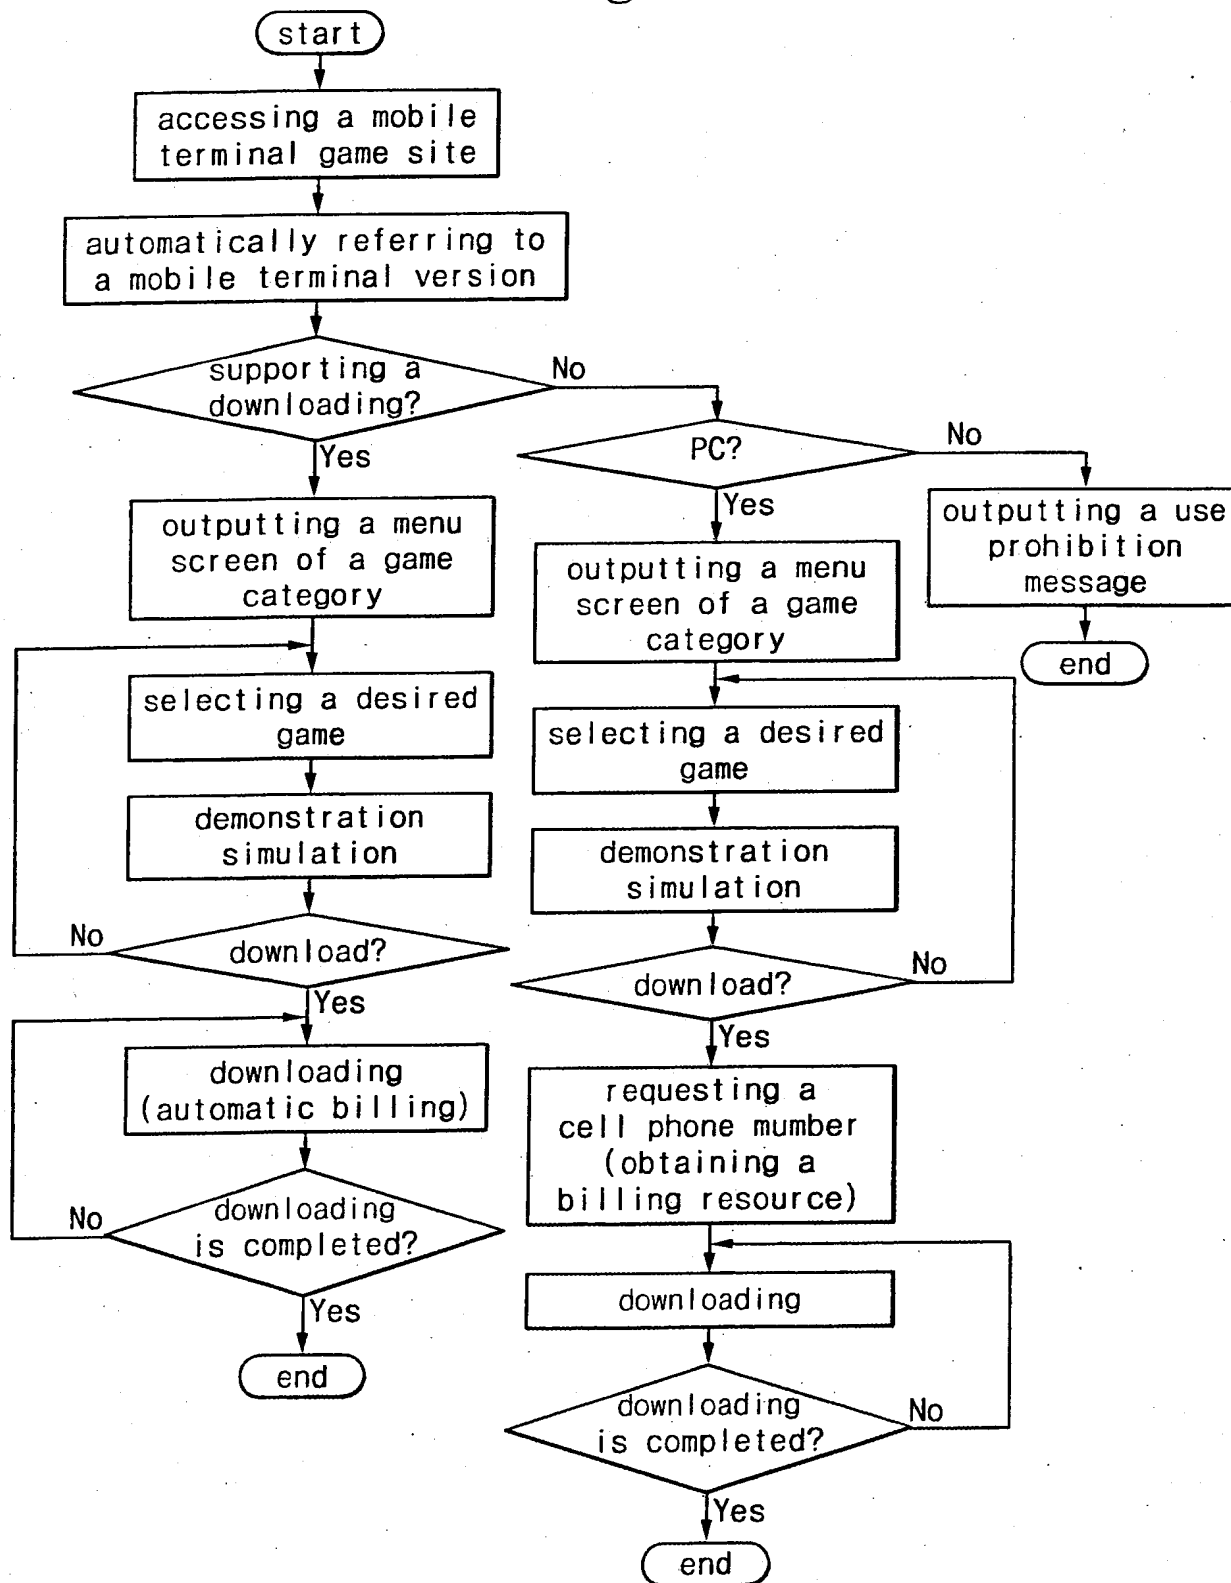 start
accessing a mobile
terminal game site
automatically referring to
a mobile terminal version
supporting a
downloading?
No
Yes
PC?
No
Yes
outputting a use
prohibition
message
end
outputting a menu
screen of a game
category
selecting a desired
game
demonstration
simulation
download?
No
Yes
downloading
(automatic billing)
downloading
is completed?
No
Yes
end
outputting a menu
screen of a game
category
selecting a desired
game
demonstration
simulation
download?
No
Yes
requesting a
cell phone mumber
(obtaining a
billing resource)
downloading
downloading
is completed?
No
Yes
end